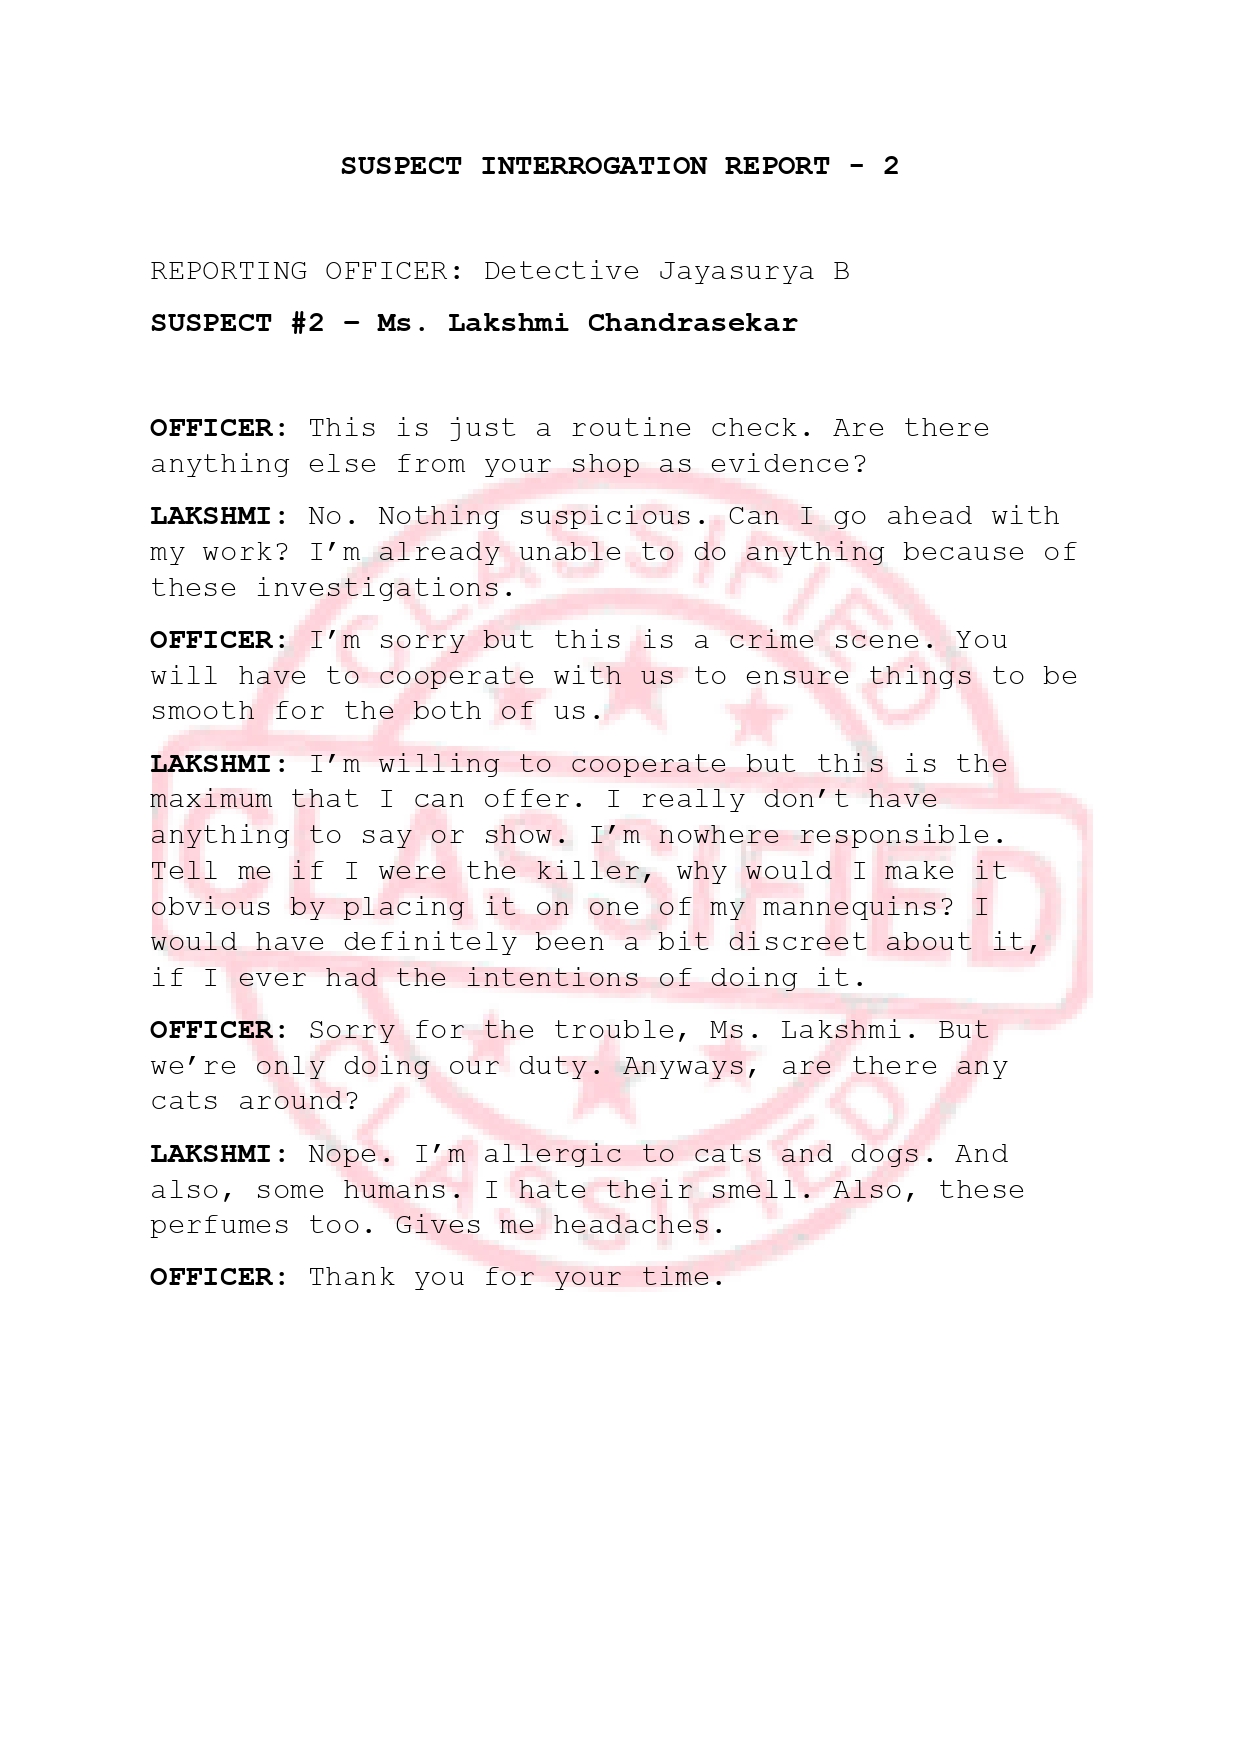 SUSPECT INTERROGATION REPORT - 2
REPORTING OFFICER: Detective Jayasurya B
SUSPECT #2 – Ms. Lakshmi Chandrasekar
OFFICER: This is just a routine check. Are there
anything else from your shop as evidence?
LAKSHMI: No. Nothing suspicious. Can I go ahead with
my work? I’m already unable to do anything because of
these investigations.
OFFICER: I’m sorry but this is a crime scene. You
will have to cooperate with us to ensure things to be
smooth for the both of us.
LAKSHMI: I’m willing to cooperate but this is the
maximum that I can offer. I really don’t have
anything to say or show. I’m nowhere responsible.
Tell me if I were the killer, why would I make it
obvious by placing it on one of my mannequins? I
would have definitely been a bit discreet about it,
if I ever had the intentions of doing it.
OFFICER: Sorry for the trouble, Ms. Lakshmi. But
we’re only doing our duty. Anyways, are there any
cats around?
LAKSHMI: Nope. I’m allergic to cats and dogs. And
also, some humans. I hate their smell. Also, these
perfumes too. Gives me headaches.
OFFICER: Thank you for your time.
CLASSIFIED
CLASSIFIED
CLASSIFIED